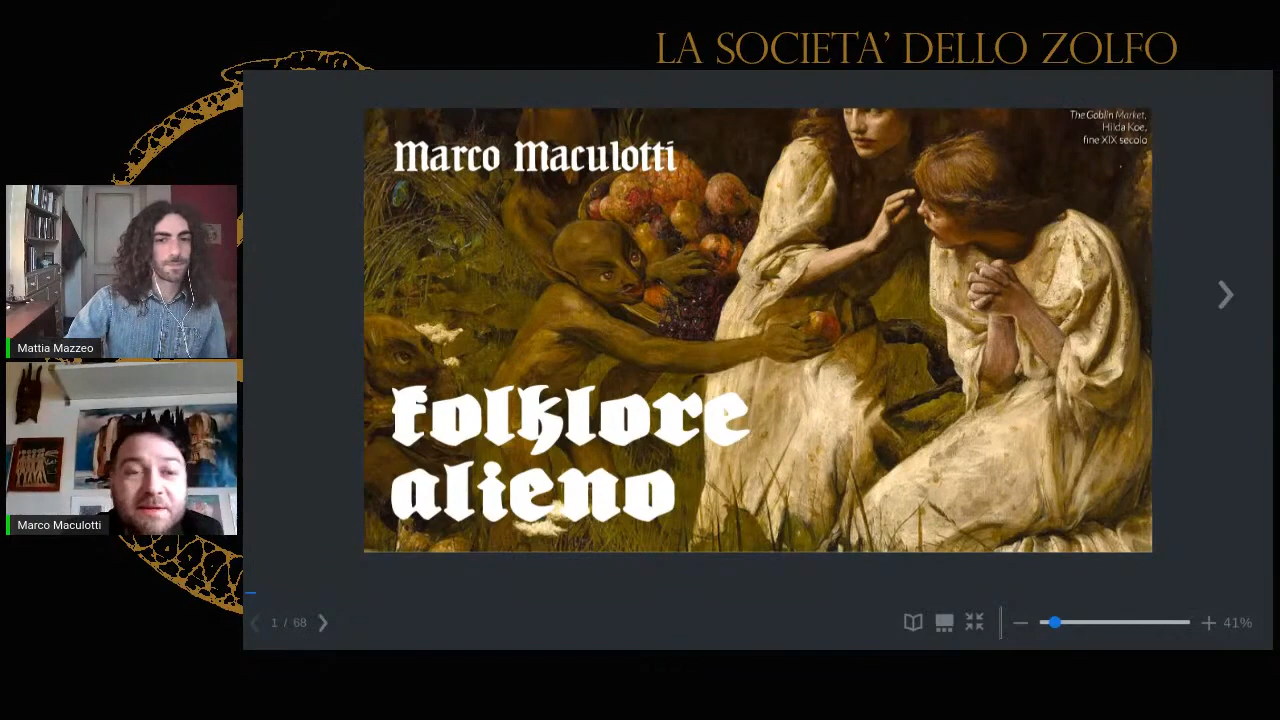 LA SOCIETA' DELLO ZOLFO
The Goblin Market,
Hilda Koe,
fine XIX secolo
Marco Maculotti
folklore
alieno
Mattia Mazzeo
Marco Maculotti
1 / 68
41%